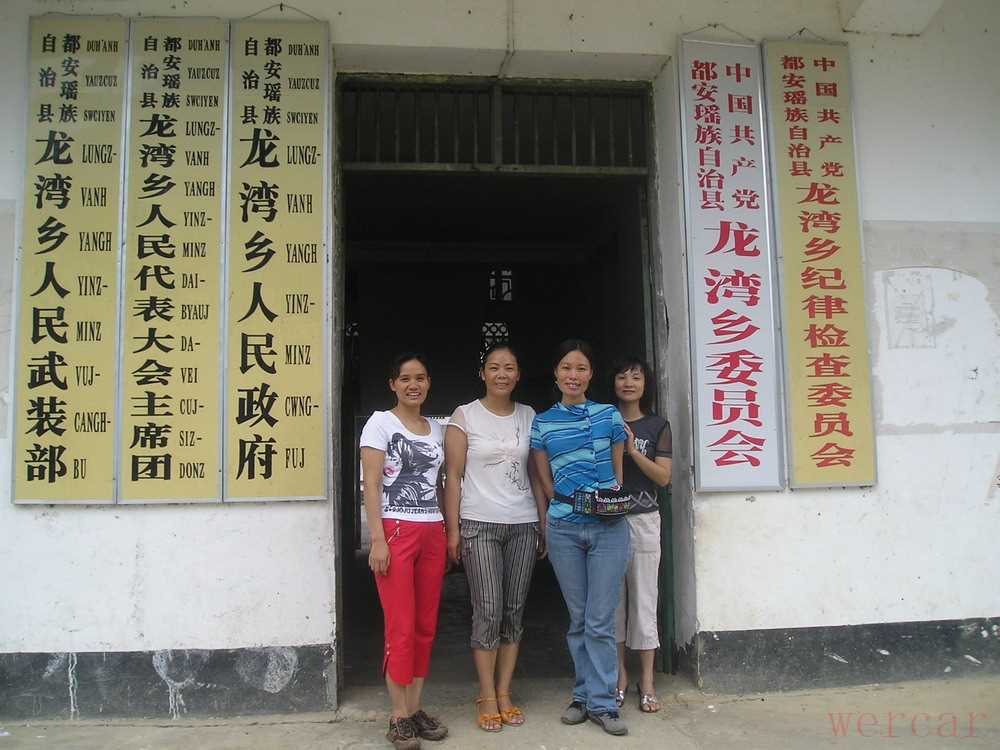 都安瑶族
自治县
龙湾乡人民武装部
DUH'ANH
YAUZCUZ
SWCIYEN
LUNGZ-
VANH
YANGH
YINZ-
MINZ
VUJ-
CANGH-
BU
都安瑶族
自治县
龙湾乡人民代表大会主席团
DUH'ANH
YAUZCUZ
SWCIYEN
LUNGZ-
VANH
YANGH
YINZ-
MINZ
DAI-
BYAUJ
DA-
VEI
CUJ-
SIZ-
DONZ
都安瑶族
自治县
龙湾乡人民政府
DUH'ANH
YAUZCUZ
SWCIYEN
LUNGZ-
VANH
YANGH
YINZ-
MINZ
CWNG-
FUJ
中国共产党
都安瑶族自治县
龙湾乡委员会
中国共产党
都安瑶族自治县
龙湾乡纪律检查委员会
wercar